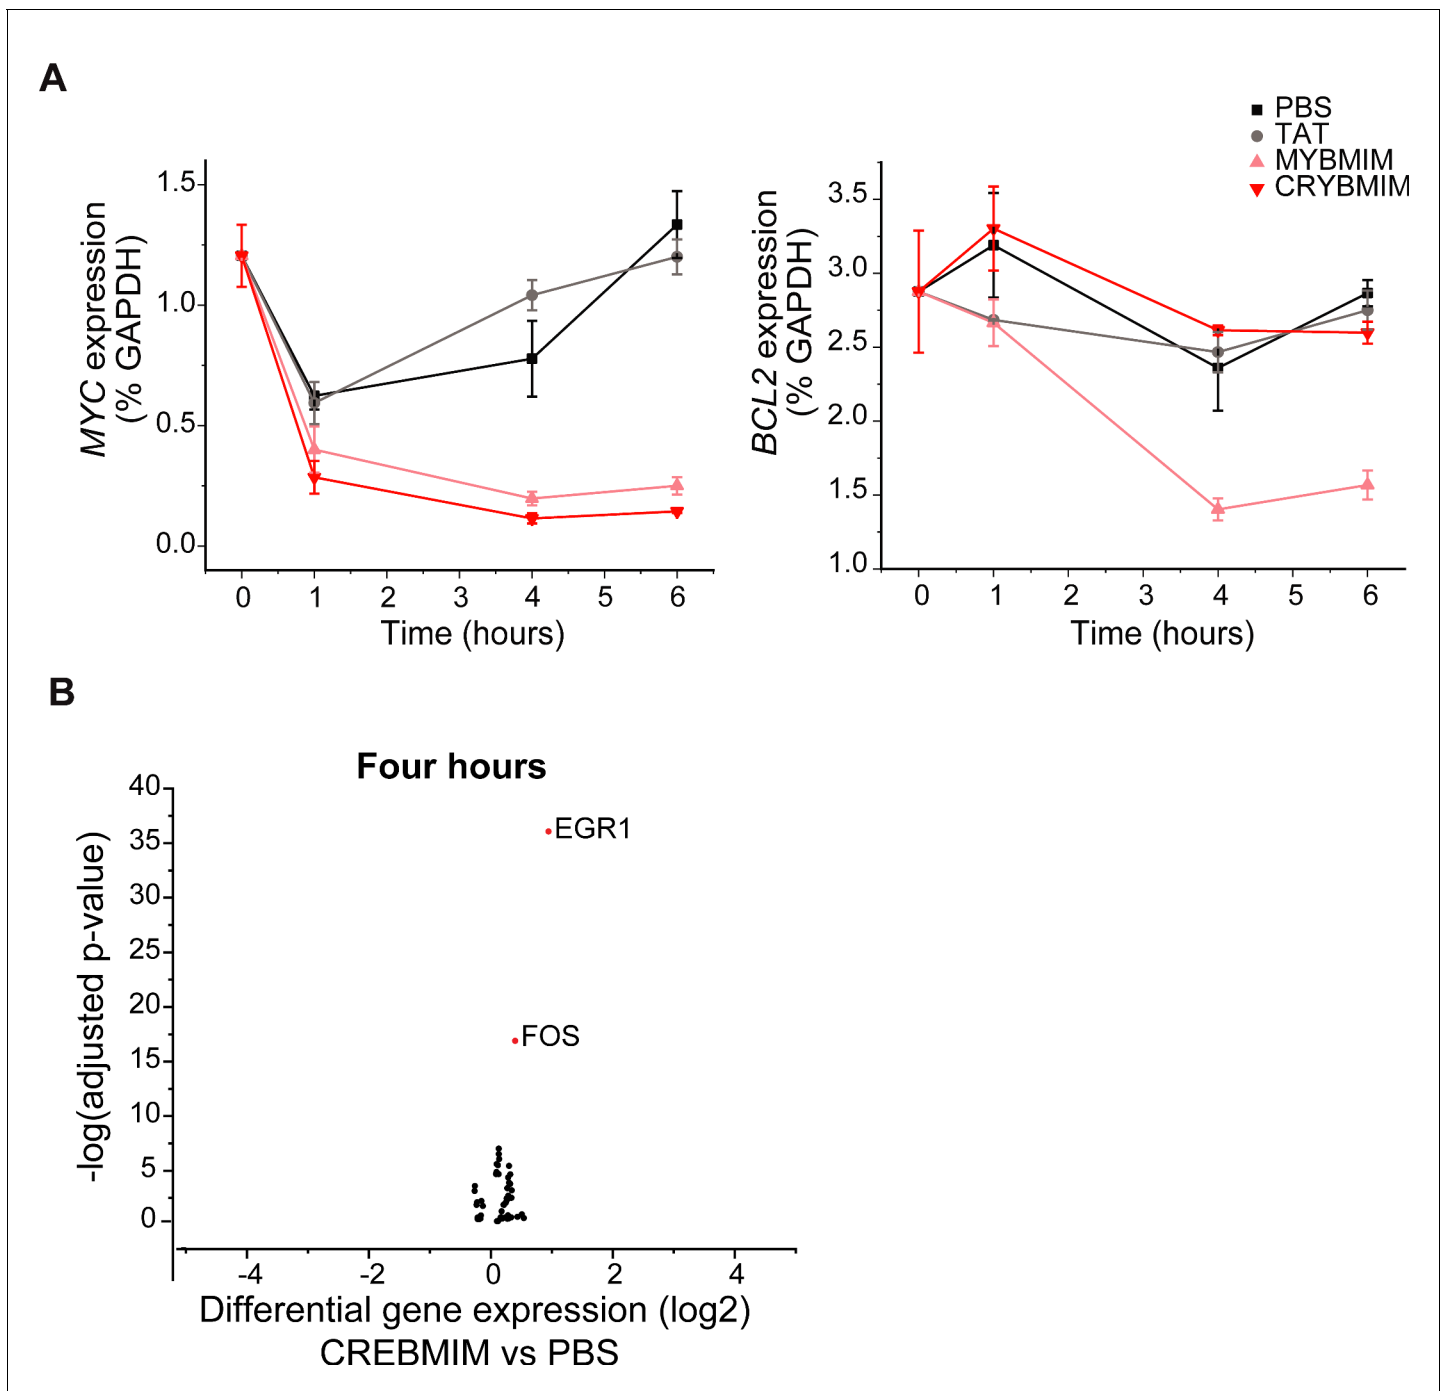 A
PBS
TAT
MYBMIM
CRYBMIM
MYC expression
(% GAPDH)
1.5
1.0
0.5
0.0
0 1 2 3 4 5 6
Time (hours)
BCL2 expression
(% GAPDH)
3.5
3.0
2.5
2.0
1.5
1.0
0 1 2 3 4 5 6
Time (hours)
B
Four hours
-log(adjusted p-value)
40
35
30
25
20
15
10
5
0
EGR1
FOS
-4 -2 0 2 4
Differential gene expression (log2)
CREBMIM vs PBS